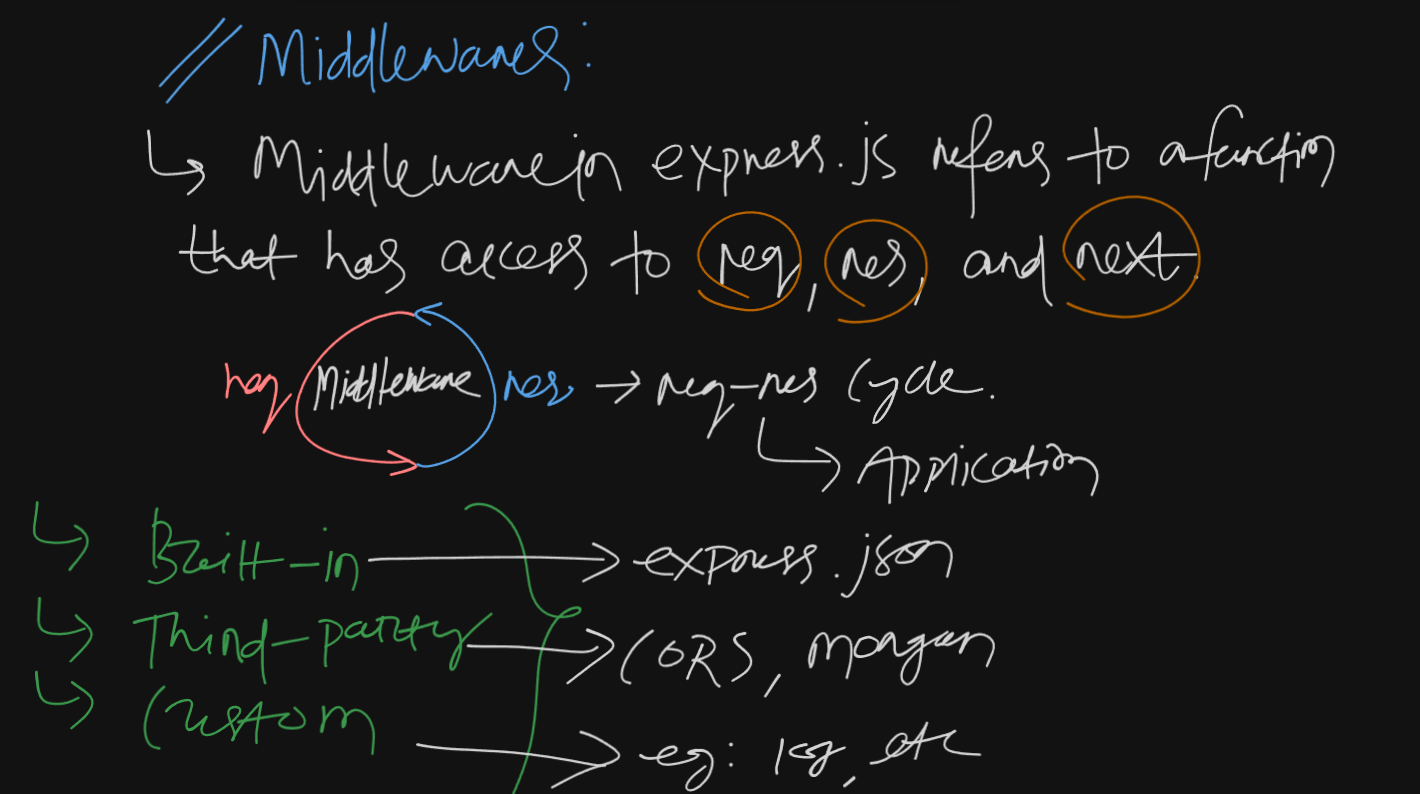 // Middlewares:
↳ Middleware in express.js refers to a function
that has access to req, res, and next.
req Middleware res → req-res Cycle.
↳ Application
↳ Built-in → express.json
↳ Third-party → CORS, morgan
↳ Custom → eg: , etc